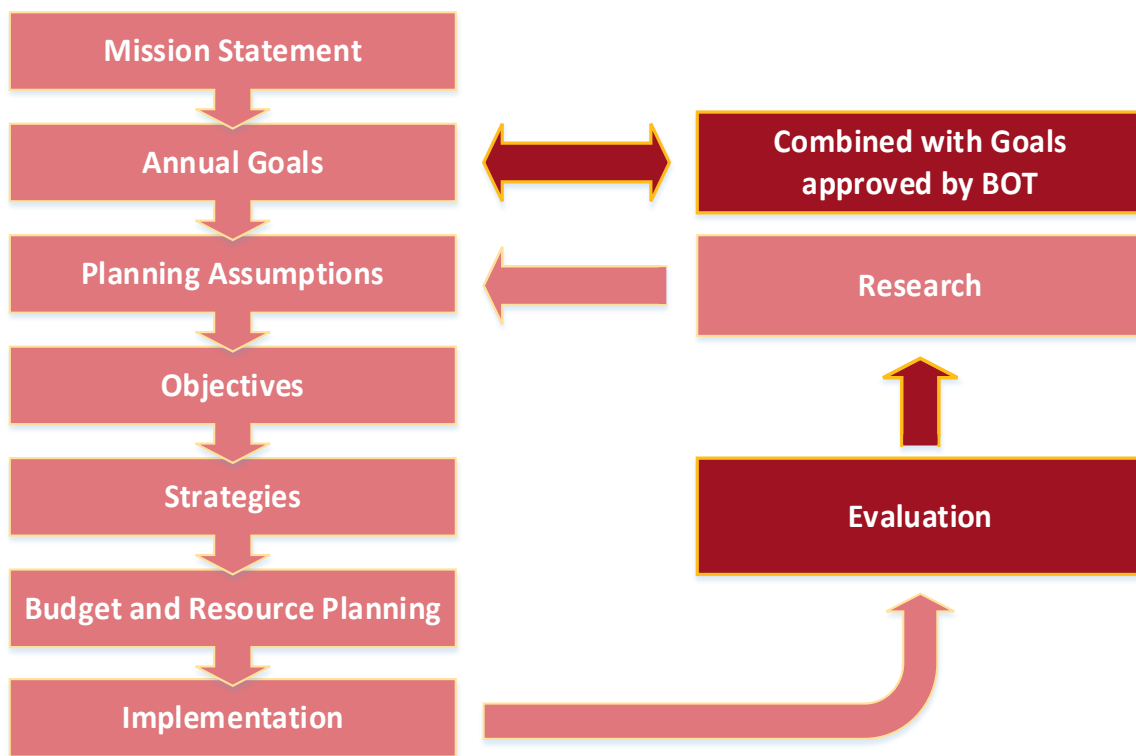 Mission Statement
Annual Goals
Combined with Goals
approved by BOT
Planning Assumptions
Research
Objectives
Strategies
Evaluation
Budget and Resource Planning
Implementation